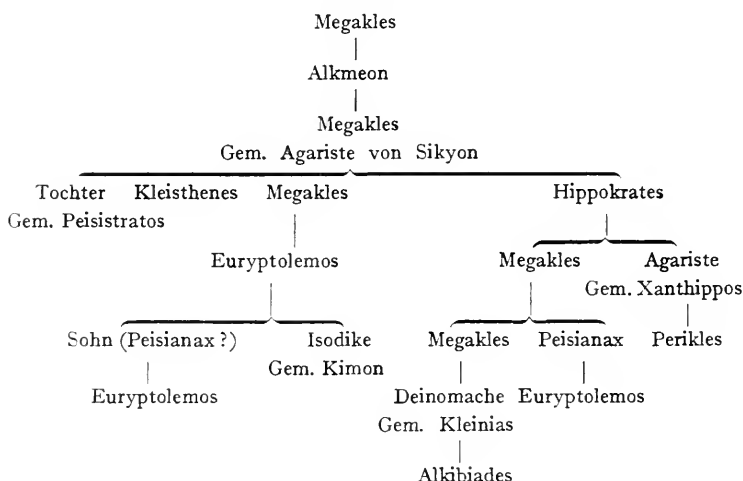 Megakles
Alkmeon
Megakles
Gem. Agariste von Sikyon
Tochter Kleisthenes Megakles Hippokrates
Gem. Peisistratos
Euryptolemos Megakles Agariste
Gem. Xanthippos
Sohn (Peisianax ?) Isodike Megakles Peisianax Perikles
Gem. Kimon
Euryptolemos Deinomache Euryptolemos
Gem. Kleinias
Alkibiades